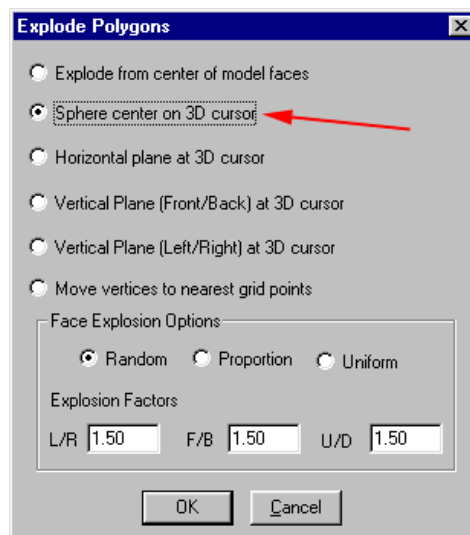 Explode Polygons
Explode from center of model faces
Sphere center on 3D cursor
Horizontal plane at 3D cursor
Vertical Plane (Front/Back) at 3D cursor
Vertical Plane (Left/Right) at 3D cursor
Move vertices to nearest grid points
Face Explosion Options
Random Proportion Uniform
Explosion Factors
L/R 1.50 F/B 1.50 U/D 1.50
OK Cancel